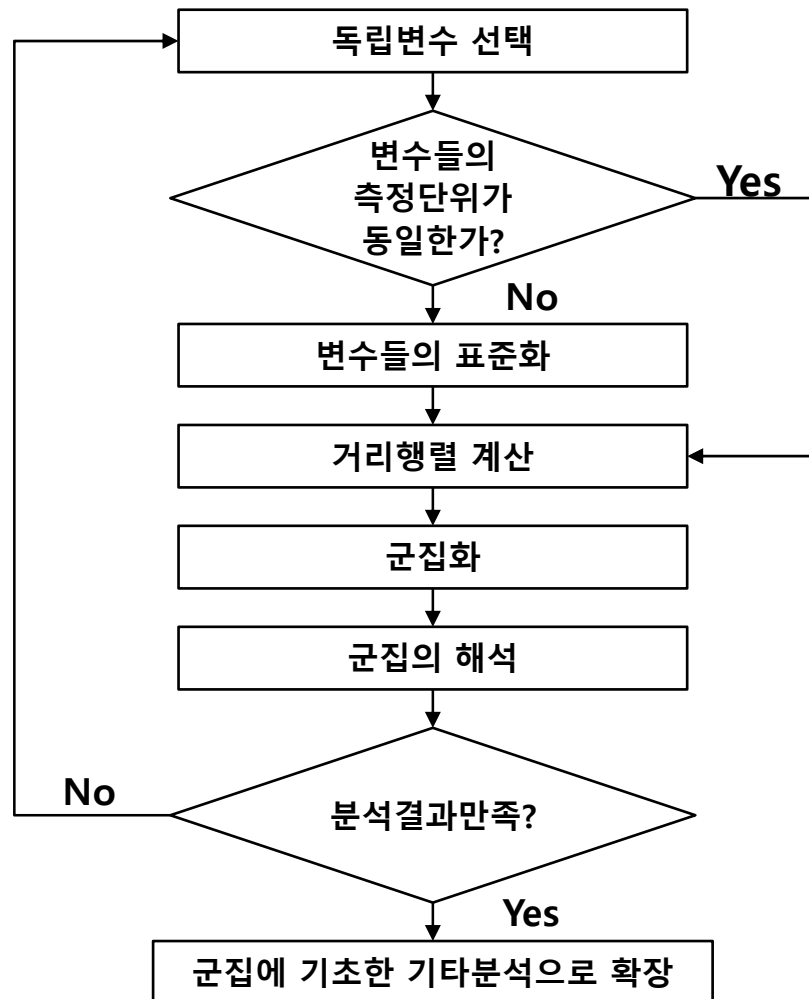 독립변수 선택
변수들의
측정단위가
동일한가?
Yes
No
변수들의 표준화
거리행렬 계산
군집화
군집의 해석
No
분석결과만족?
Yes
군집에 기초한 기타분석으로 확장